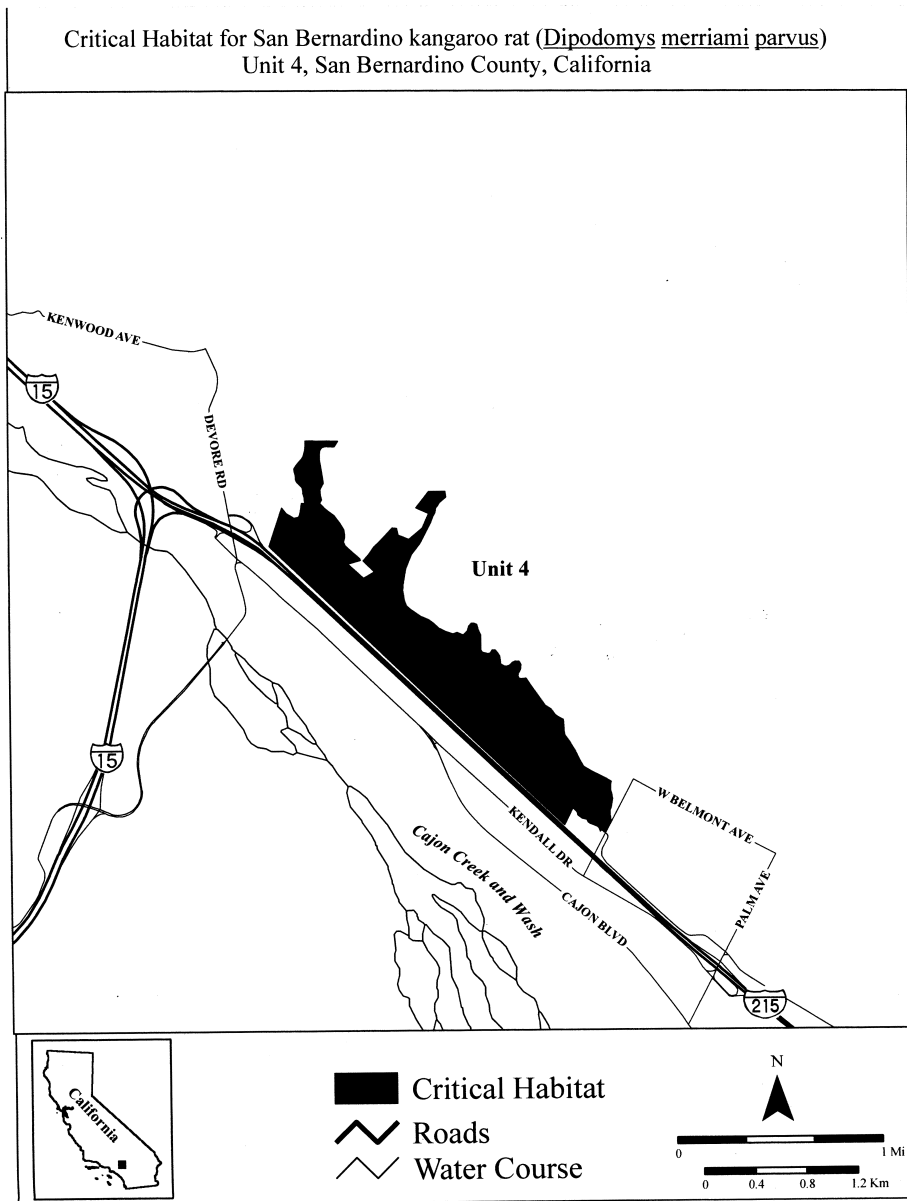 Critical Habitat for San Bernardino kangaroo rat (Dipodomys merriami parvus)
Unit 4, San Bernardino County, California
KENWOOD AVE
15
DEVORE RD
Unit 4
15
W BELMONT AVE
KENDALL DR
Cajon Creek and Wash
CAJON BLVD
PALM AVE
215
California
Critical Habitat
Roads
Water Course
N
0 1 Mi
0 0.4 0.8 1.2 Km